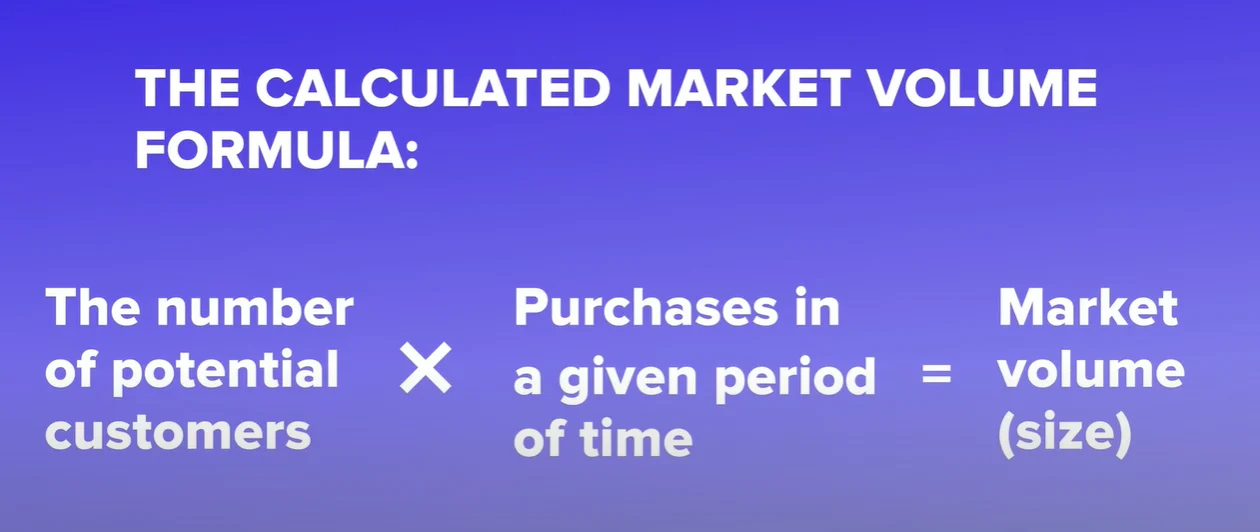 THE CALCULATED MARKET VOLUME
FORMULA:
The number
of potential
customers
×
Purchases in
a given period
of time
=
Market
volume
(size)